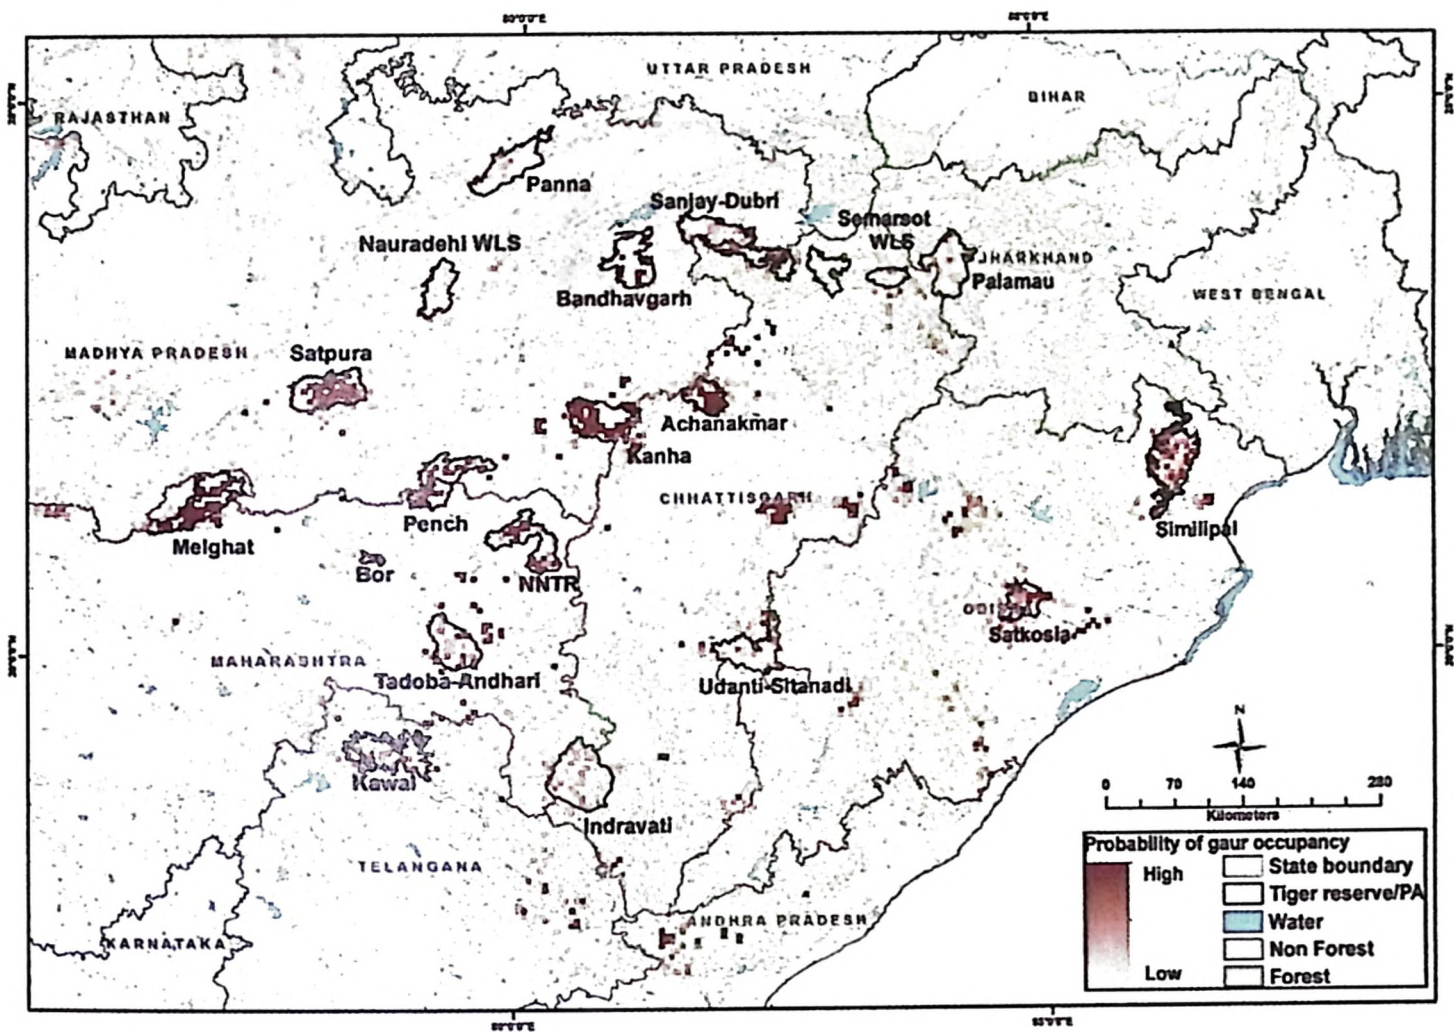 UTTAR PRADESH
BIHAR
RAJASTHAN
Panna
Sanjay-Dubri
Semarsot
WLS
Nauradehi WLS
JHARKHAND
Palamau
Bandhavgarh
WEST BENGAL
MADHYA PRADESH
Satpura
Achanakmar
Kanha
CHHATTISGARH
Pench
Similipal
Melghat
Bor
NNTR
ODI
Satkosia
MAHARASHTRA
Tadoba-Andhari
Udanti-Sitanadi
N
Kawal
0 70 140 280
Kilometers
Indravati
Probability of gaur occupancy
High
Low
State boundary
Tiger reserve/PA
Water
Non Forest
Forest
TELANGANA
ANDHRA PRADESH
KARNATAKA